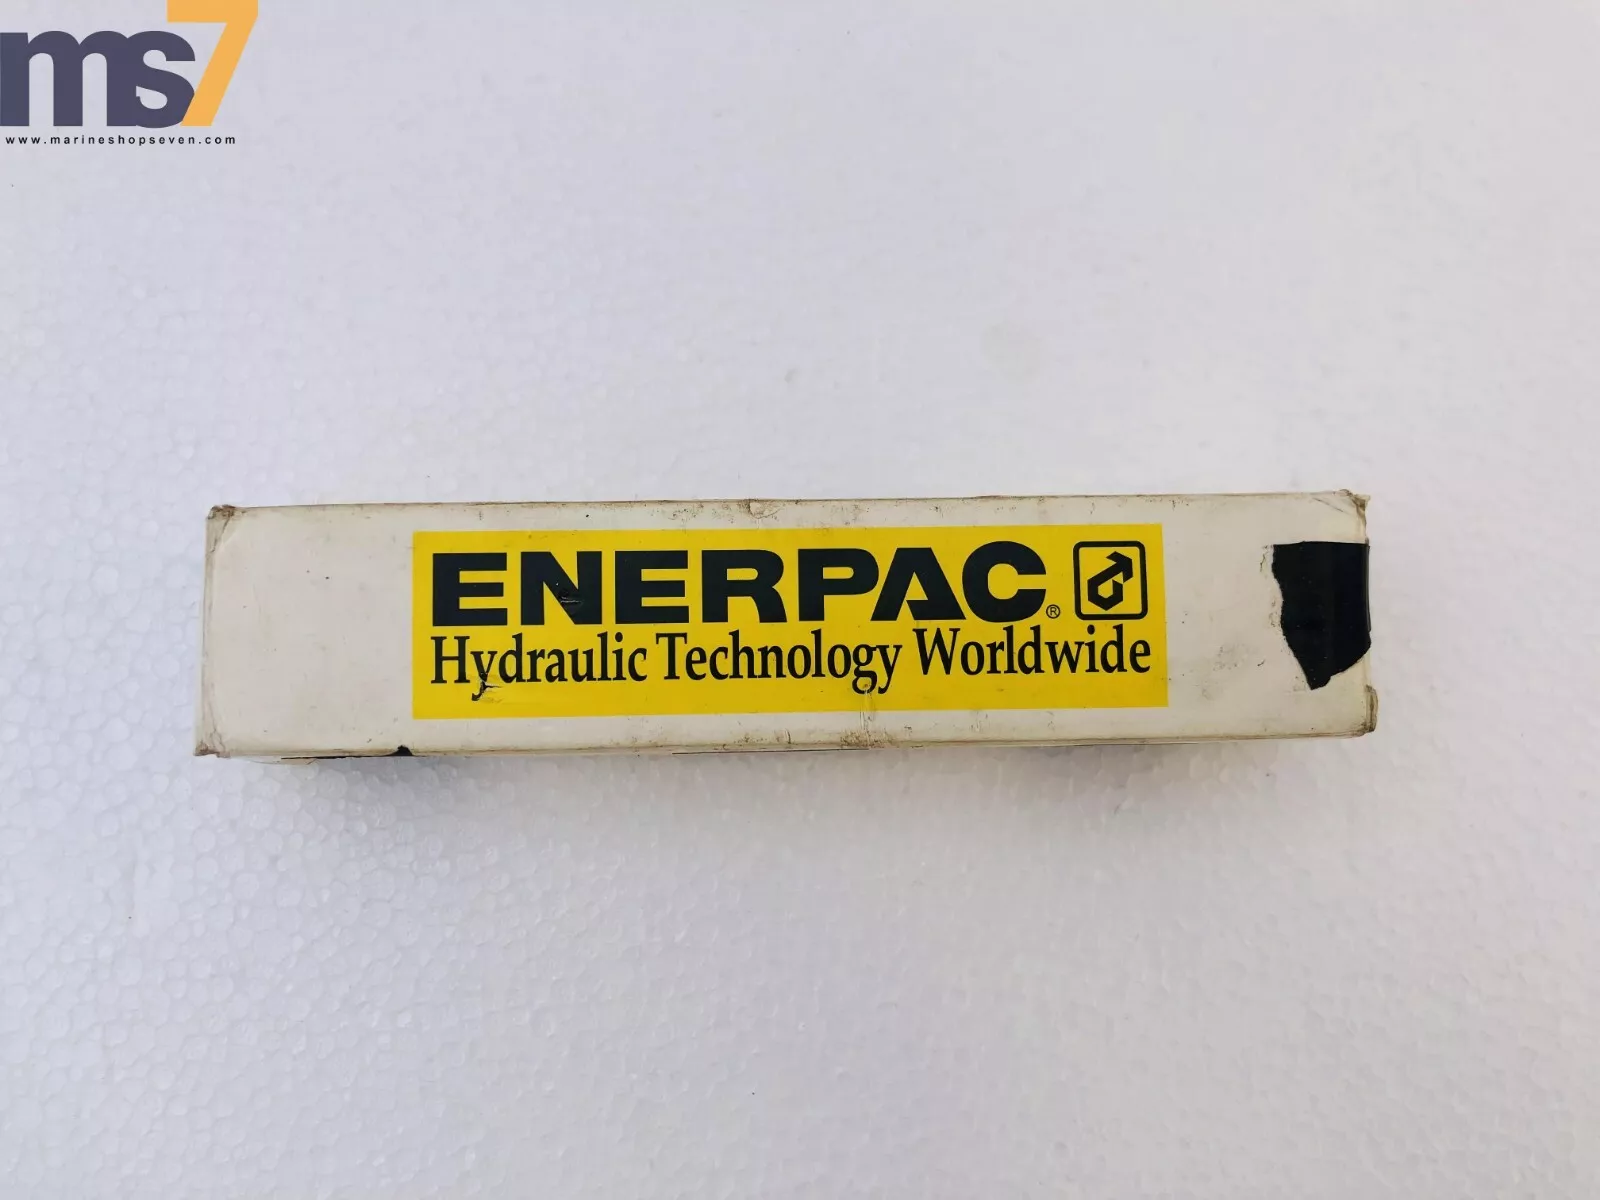 ms7
www.marineshopseven.com
ENERPAC®
Hydraulic Technology Worldwide